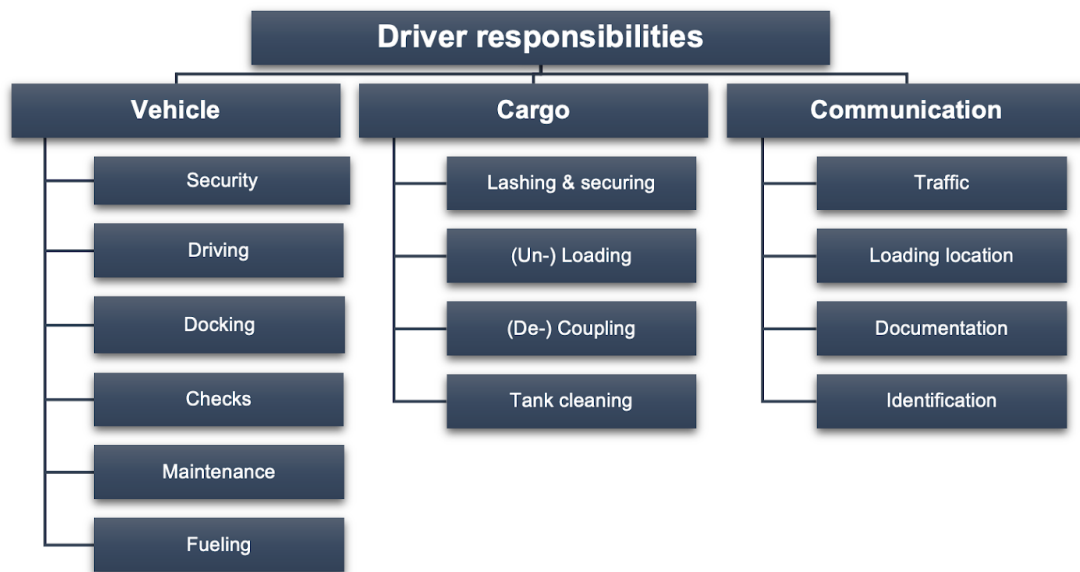 Driver responsibilities
Vehicle
Security
Driving
Docking
Checks
Maintenance
Fueling
Cargo
Lashing & securing
(Un-) Loading
(De-) Coupling
Tank cleaning
Communication
Traffic
Loading location
Documentation
Identification